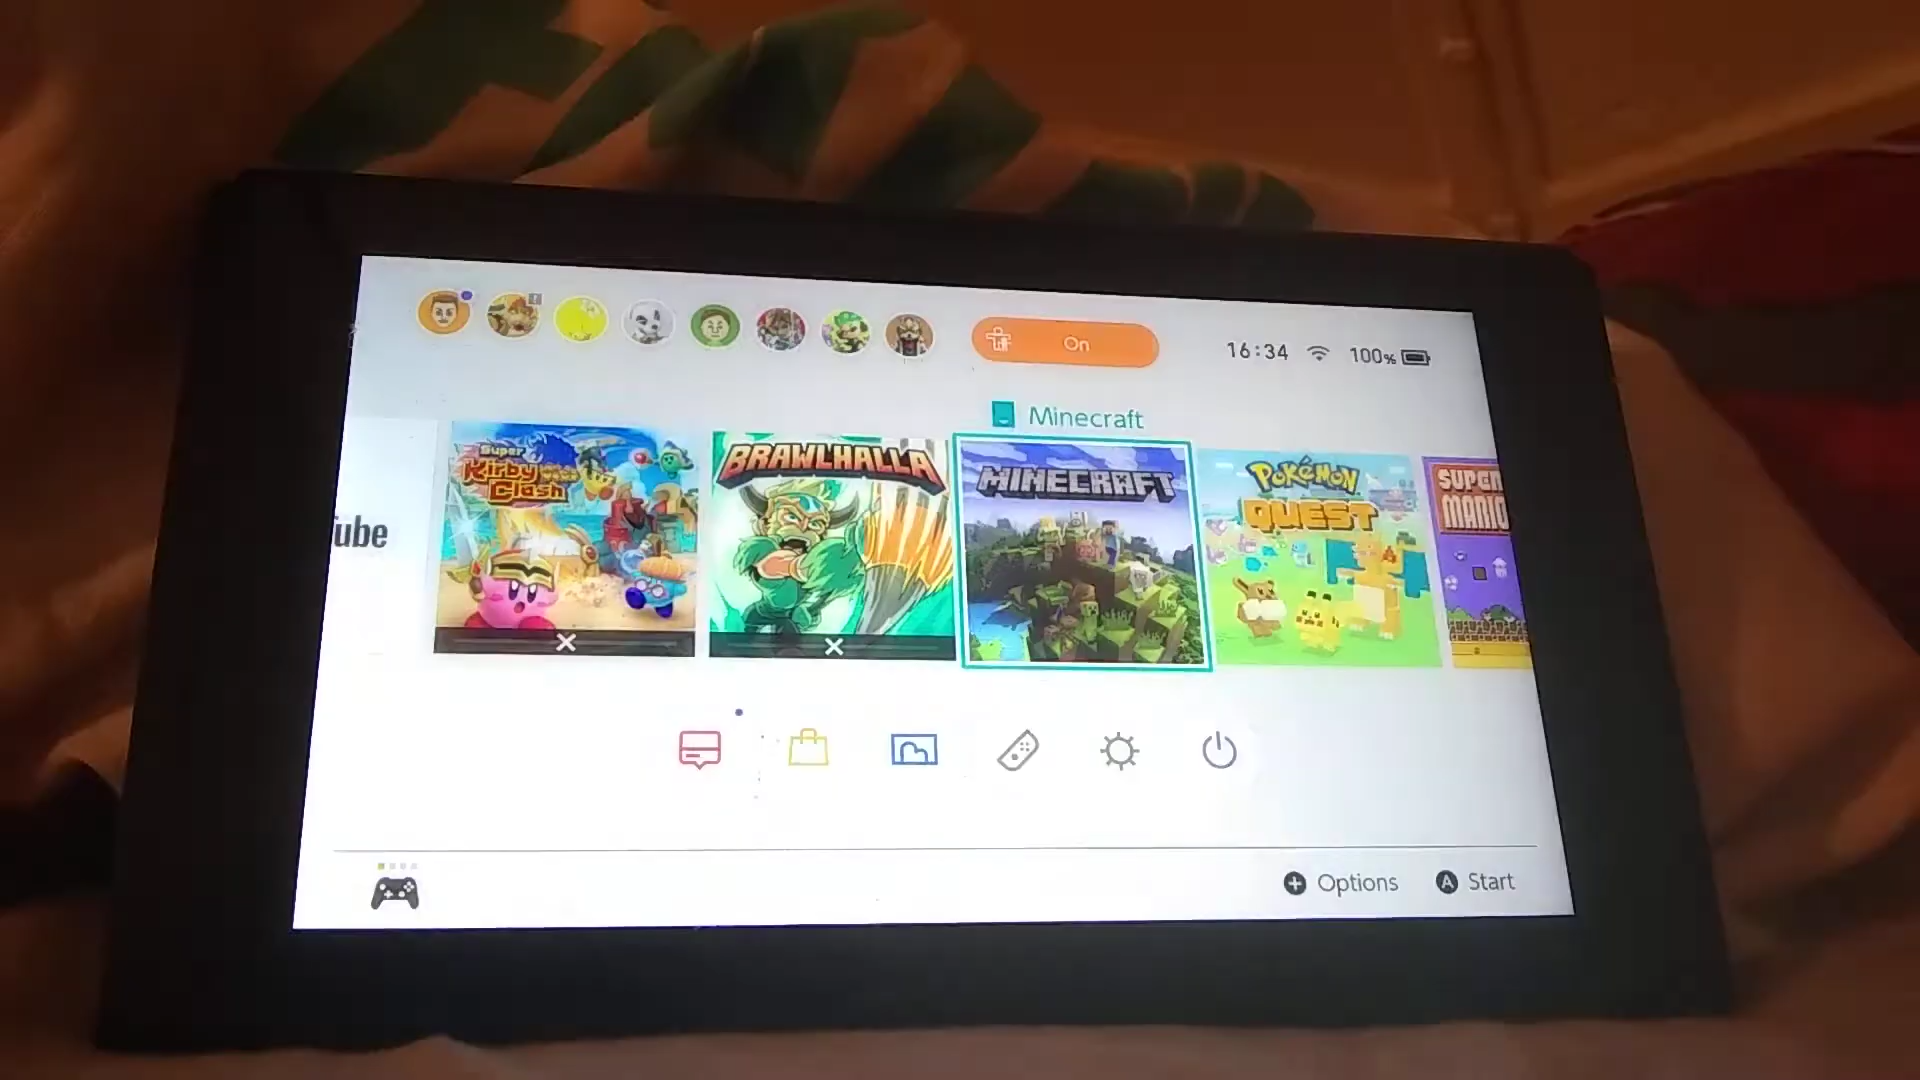 On
16:34
100%
Minecraft
ube
Super
Kirby
Clash
BRAWLHALLA
MINECRAFT
POKéMON
QUEST
SUPER
MARIO
Options
A Start